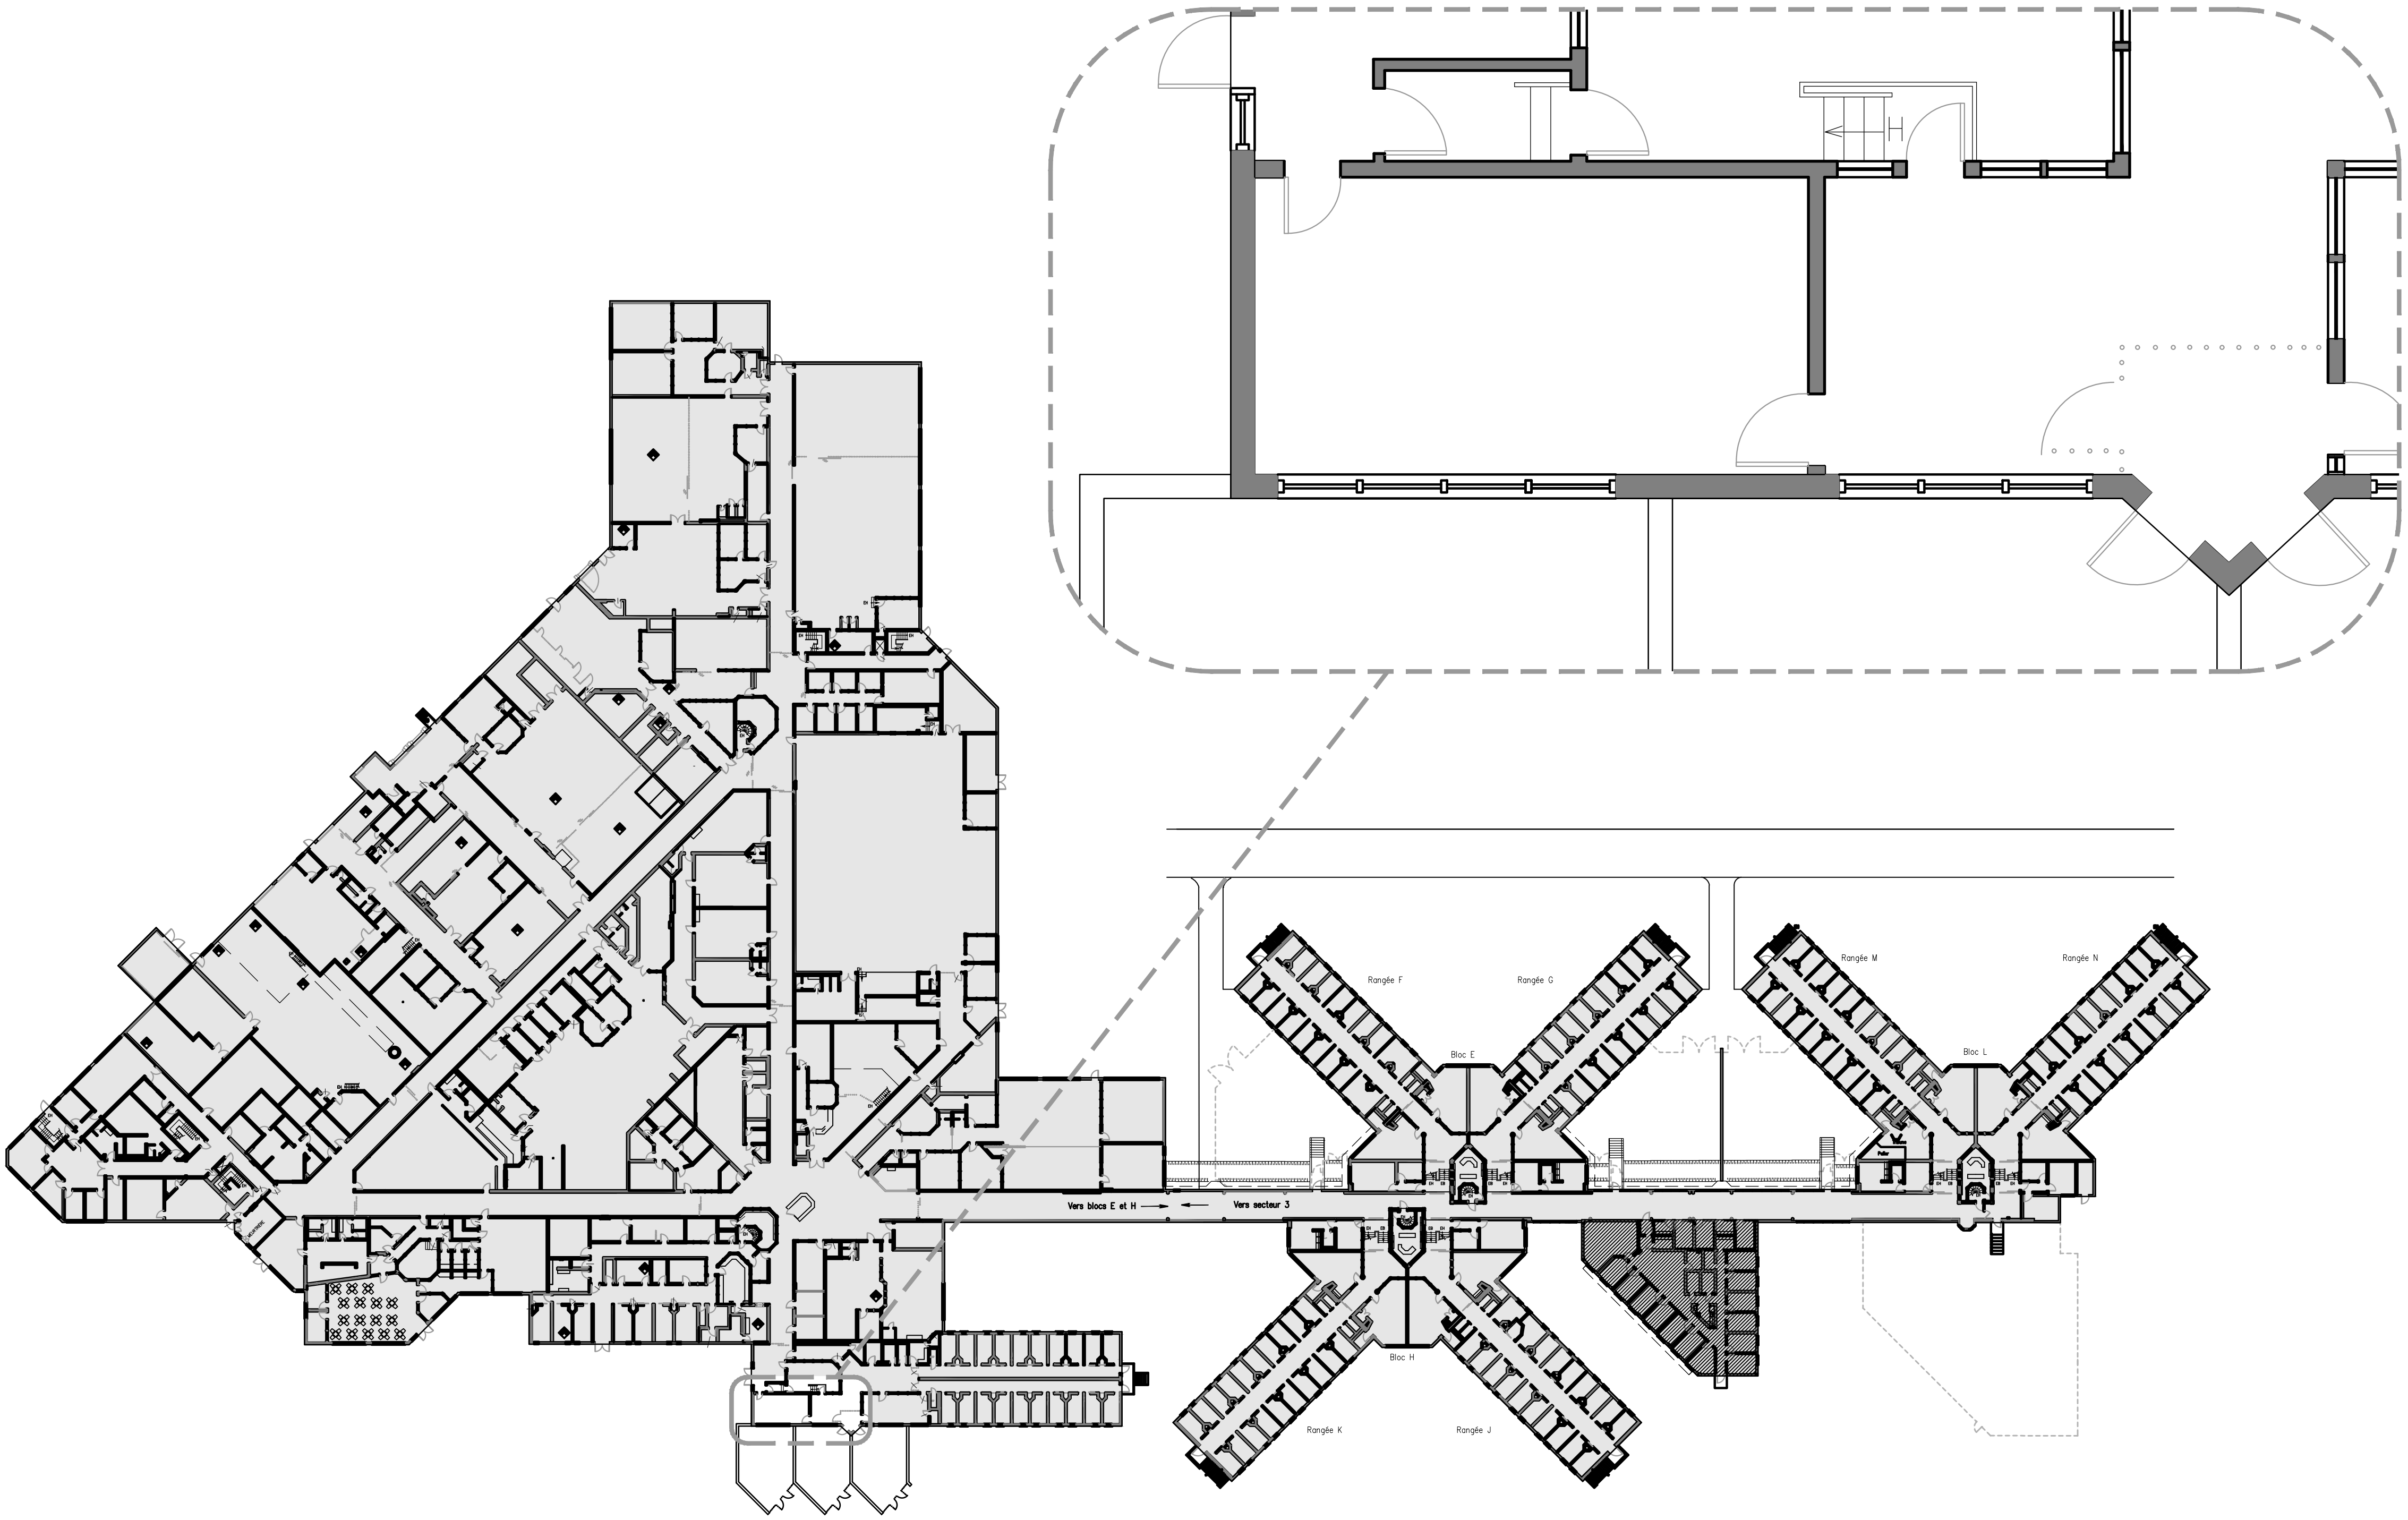 H
Rangée F
Rangée G
Rangée M
Rangée N
Bloc E
Bloc L
Vers blocs E et H
Vers secteur 3
Bloc H
Rangée K
Rangée J